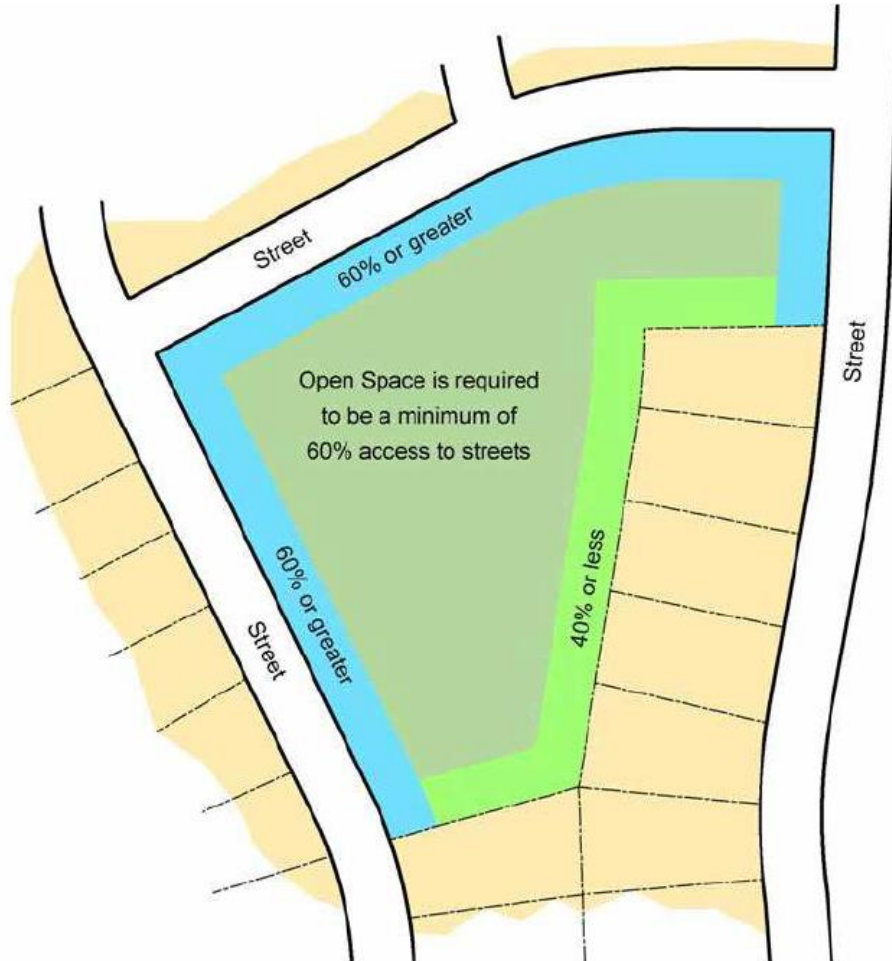 Street
60% or greater
Open Space is required
to be a minimum of
60% access to streets
Street
40% or less
60% or greater
Street